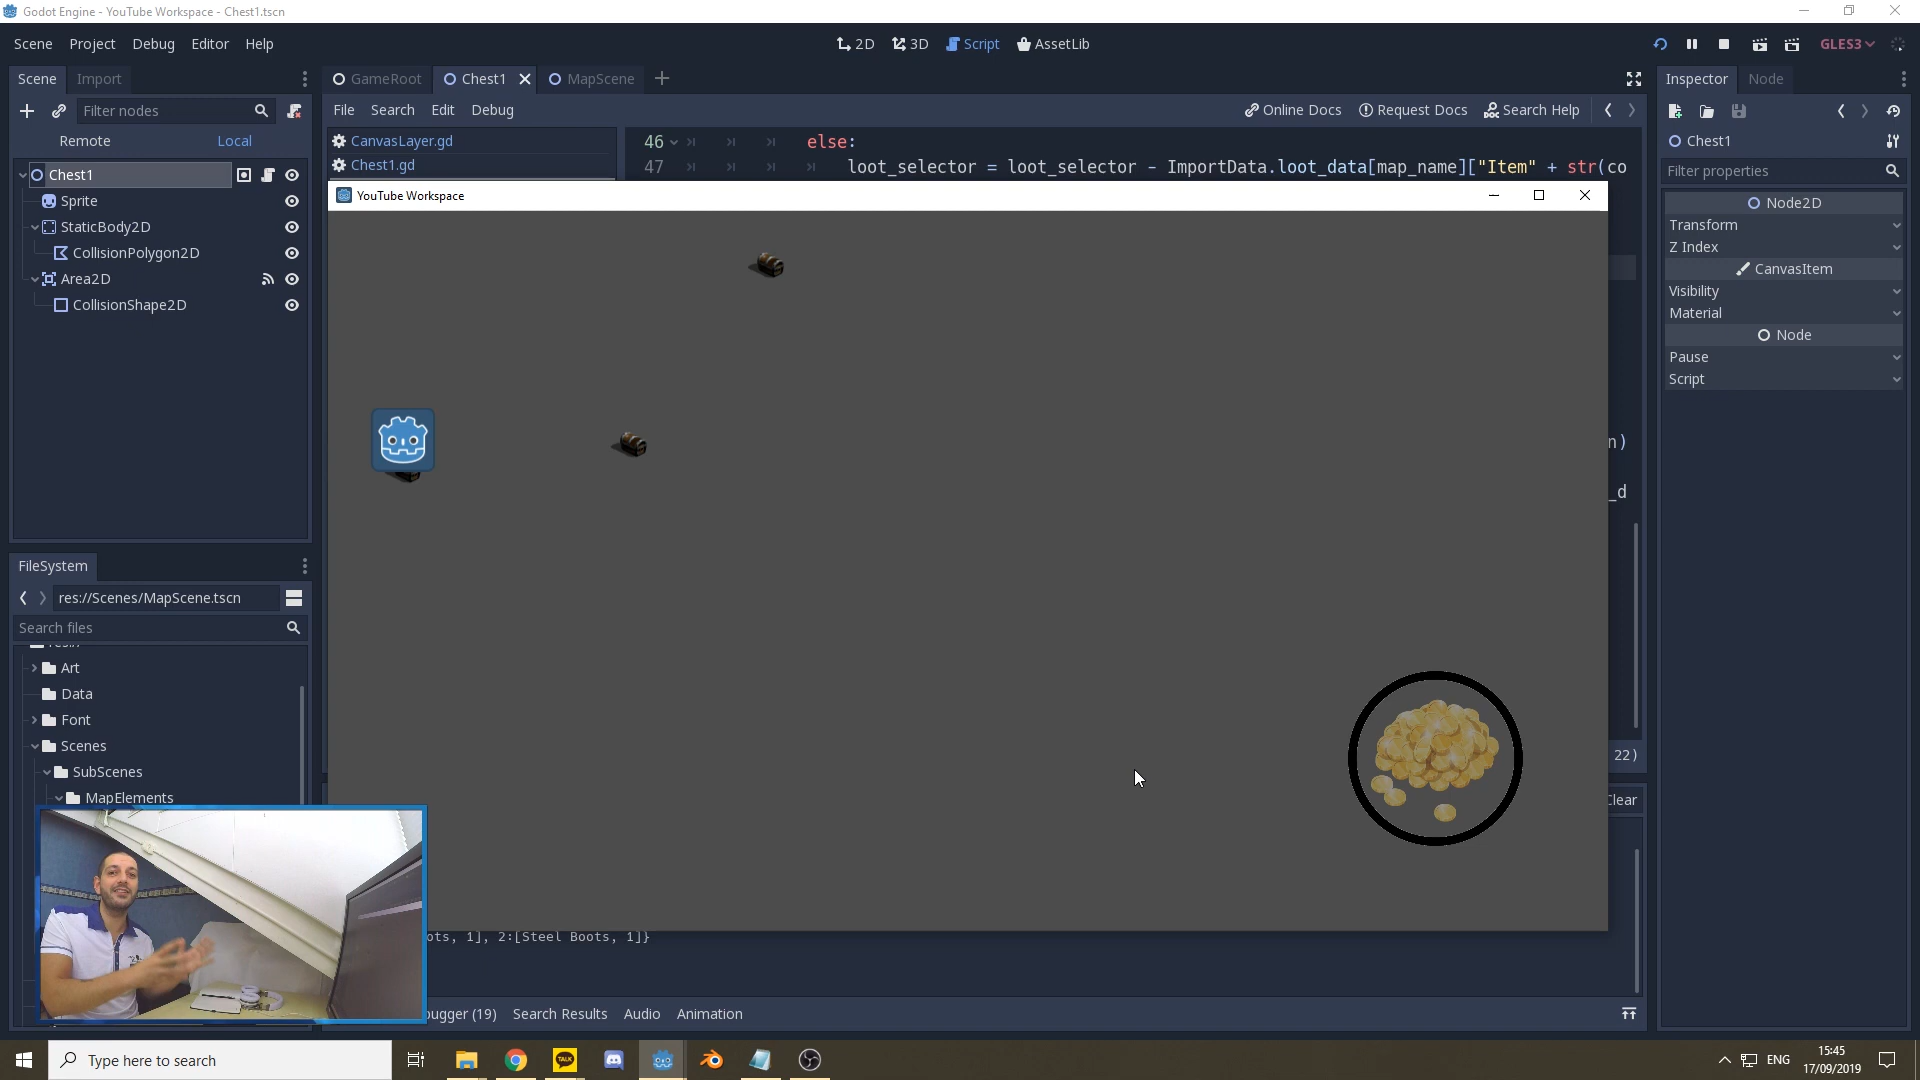 Godot Engine - YouTube Workspace - Chest1.tscn
Scene Project Debug Editor Help
2D 3D Script AssetLib
GLES3
Scene Import
GameRoot Chest1 MapScene
Inspector Node
Filter nodes
File Search Edit Debug
Online Docs Request Docs Search Help
Remote Local
CanvasLayer.gd
Chest1.gd
46 else:
47 loot_selector = loot_selector - ImportData.loot_data[map_name]["Item" + str(co
Chest1
Filter properties
Chest1
Sprite
StaticBody2D
CollisionPolygon2D
Area2D
CollisionShape2D
YouTube Workspace
Node2D
Transform
Z Index
CanvasItem
Visibility
Material
Node
Pause
Script
n)
_d
22)
Clear
FileSystem
res://Scenes/MapScene.tscn
Search files
Art
Data
Font
Scenes
SubScenes
MapElements
ots, 1], 2:[Steel Boots, 1]}
ugger (19) Search Results Audio Animation
Type here to search
TALK
ENG
15:45
17/09/2019